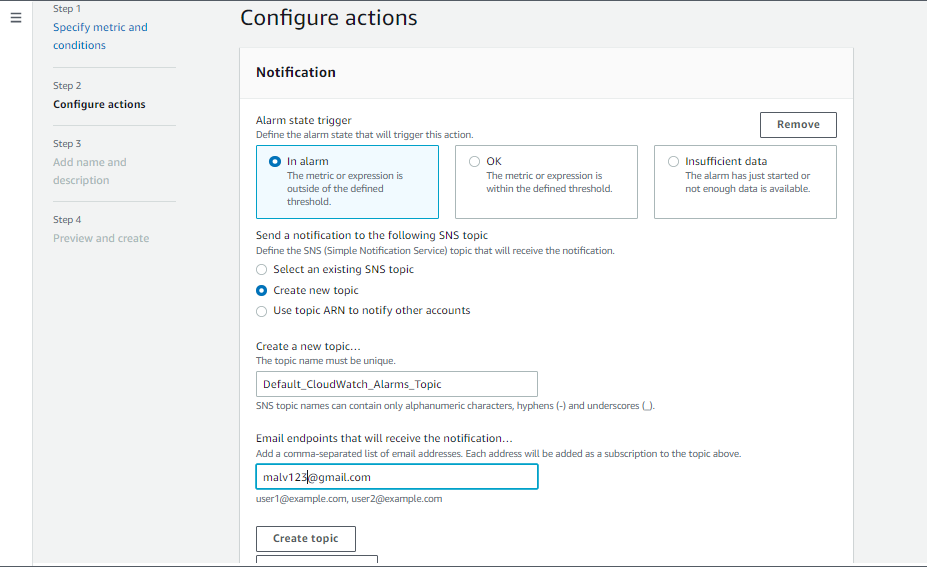 Step 1
Specify metric and
conditions
Step 2
Configure actions
Step 3
Add name and
description
Step 4
Preview and create
Configure actions
Notification
Alarm state trigger
Define the alarm state that will trigger this action.
Remove
In alarm
The metric or expression is
outside of the defined
threshold.
OK
The metric or expression is
within the defined threshold.
Insufficient data
The alarm has just started or
not enough data is available.
Send a notification to the following SNS topic
Define the SNS (Simple Notification Service) topic that will receive the notification.
Select an existing SNS topic
Create new topic
Use topic ARN to notify other accounts
Create a new topic...
The topic name must be unique.
Default_CloudWatch_Alarms_Topic
SNS topic names can contain only alphanumeric characters, hyphens (-) and underscores (_).
Email endpoints that will receive the notification...
Add a comma-separated list of email addresses. Each address will be added as a subscription to the topic above.
malv123@gmail.com
user1@example.com, user2@example.com
Create topic